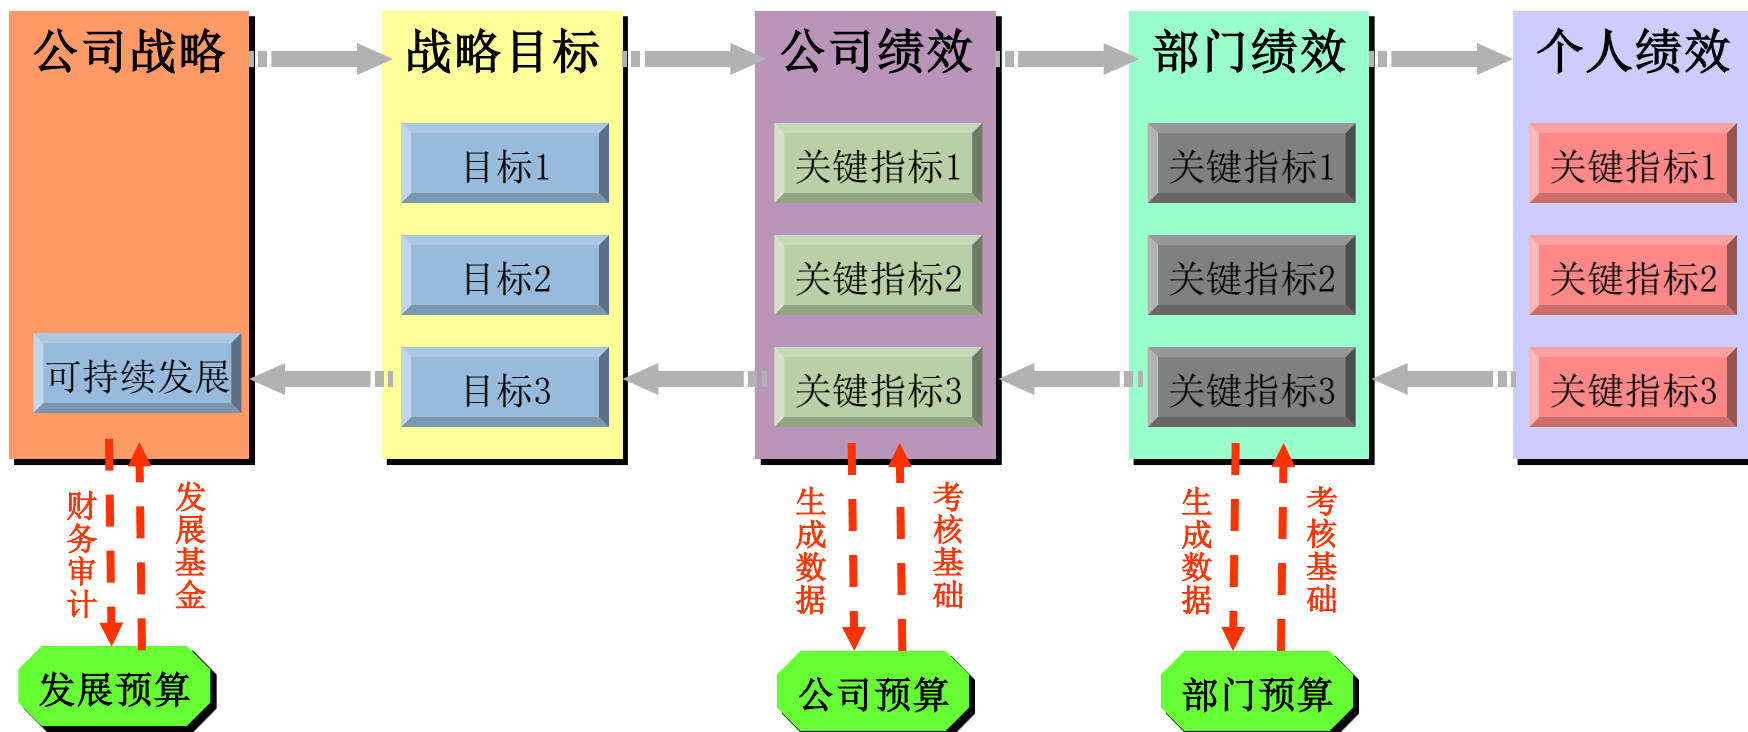 公司战略
战略目标
公司绩效
部门绩效
个人绩效
目标1
关键指标1
关键指标1
关键指标1
目标2
关键指标2
关键指标2
关键指标2
可持续发展
目标3
关键指标3
关键指标3
关键指标3
财务审计
发展基金
生成数据
考核基础
生成数据
考核基础
发展预算
公司预算
部门预算